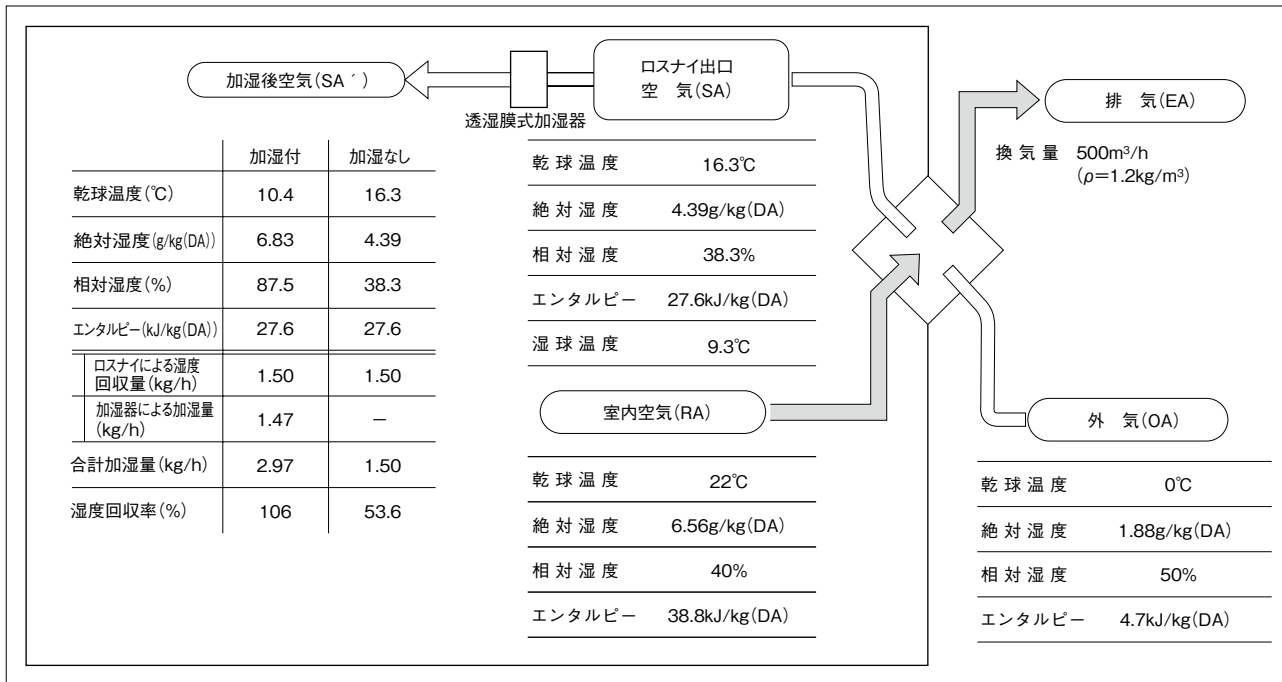 加湿後空気(SA´)
透湿膜式加湿器
ロスナイ出口
空　気(SA)
排　気(EA)
換気量 500m³/h
(ρ=1.2kg/m³)
加湿付 加湿なし
乾球温度(℃) 10.4 16.3
絶対湿度(g/kg(DA)) 6.83 4.39
相対湿度(%) 87.5 38.3
エンタルピー(kJ/kg(DA)) 27.6 27.6
ロスナイによる湿度
回収量(kg/h) 1.50 1.50
加湿器による加湿量
(kg/h) 1.47 －
合計加湿量(kg/h) 2.97 1.50
湿度回収率(%) 106 53.6
乾球温度 16.3℃
絶対湿度 4.39g/kg(DA)
相対湿度 38.3%
エンタルピー 27.6kJ/kg(DA)
湿球温度 9.3℃
室内空気(RA)
乾球温度 22℃
絶対湿度 6.56g/kg(DA)
相対湿度 40%
エンタルピー 38.8kJ/kg(DA)
外　気(OA)
乾球温度 0℃
絶対湿度 1.88g/kg(DA)
相対湿度 50%
エンタルピー 4.7kJ/kg(DA)